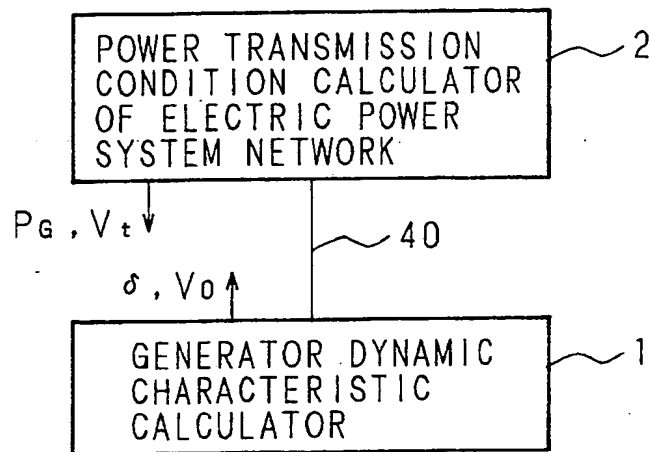 POWER TRANSMISSION
CONDITION CALCULATOR
OF ELECTRIC POWER
SYSTEM NETWORK
2
PG, Vt
40
δ, V0
GENERATOR DYNAMIC
CHARACTERISTIC
CALCULATOR
1